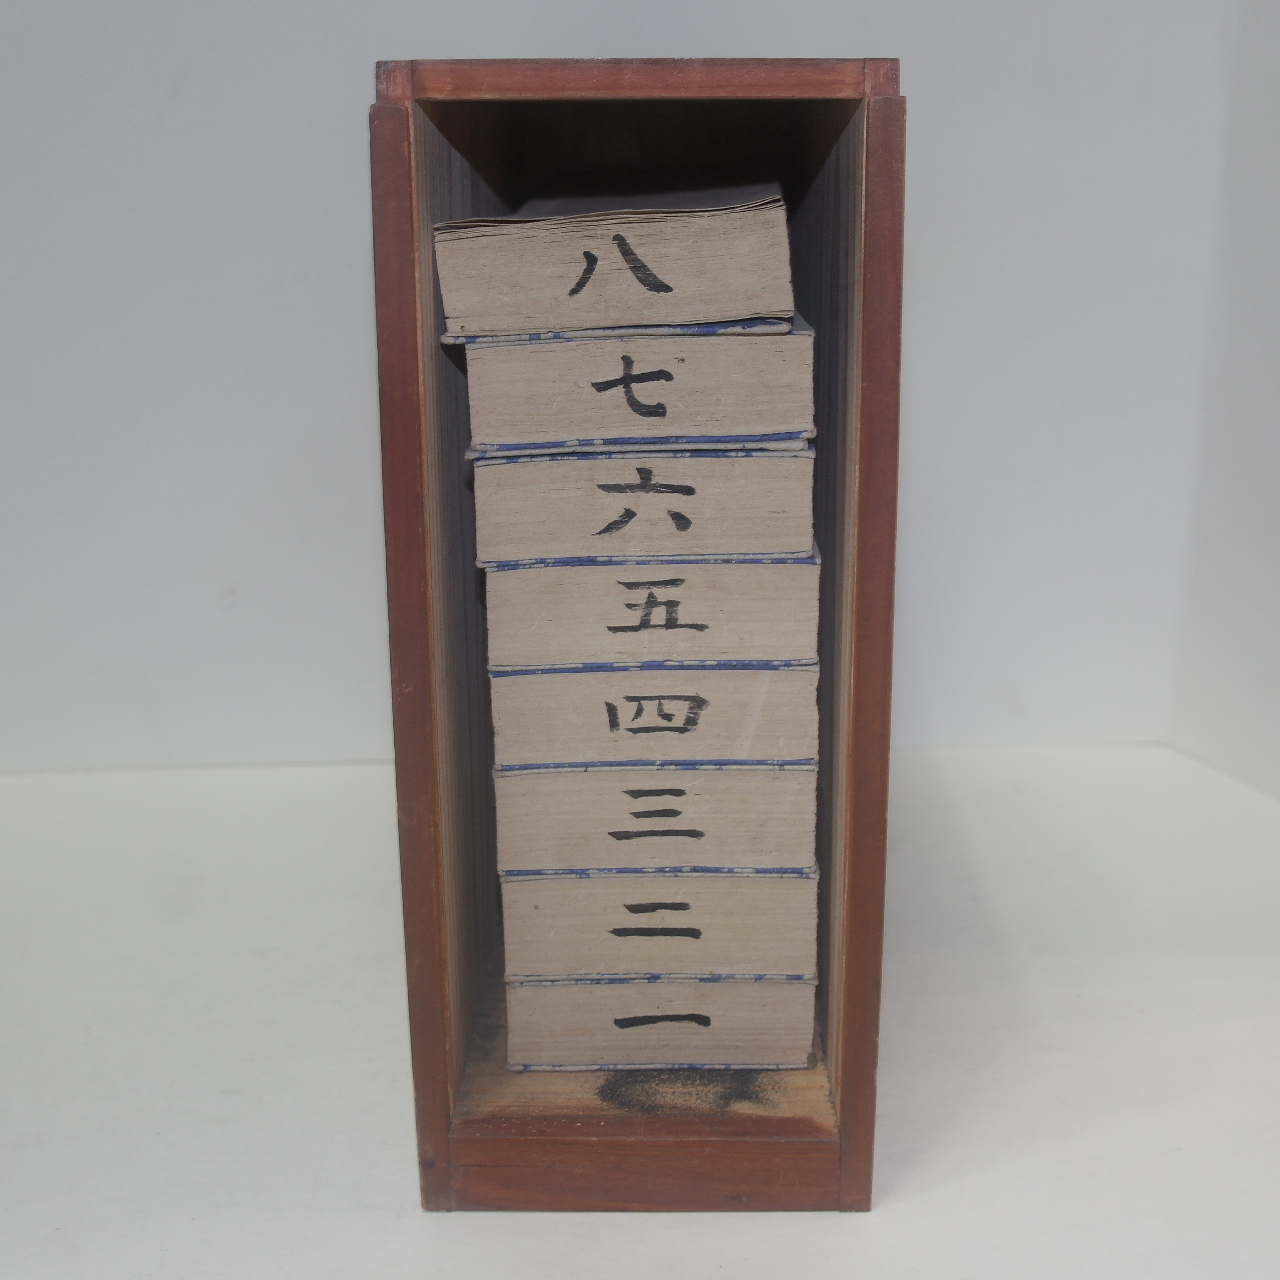 八
七
六
五
四
三
二
一